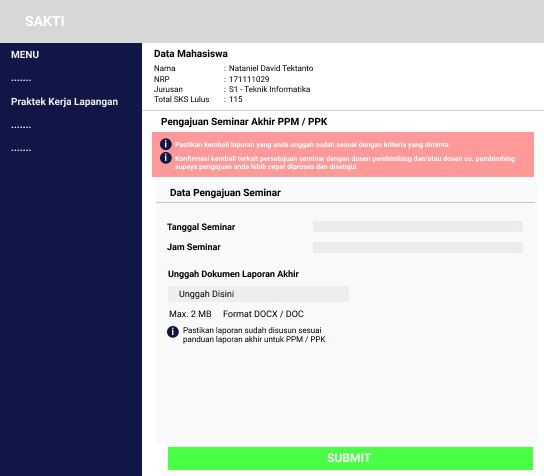 SAKTI
MENU
.......
Praktek Kerja Lapangan
.......
.......
Data Mahasiswa
Nama : Nataniel David Tektanto
NRP : 171111029
Jurusan : S1 - Teknik Informatika
Total SKS Lulus : 115
Pengajuan Seminar Akhir PPM / PPK
i Pastikan kembali laporan yang anda unggah sudah sesuai dengan kriteria yang diminta
i Konfirmasi kembali terkait persetujuan seminar dengan dosen pembimbing dan/atau dosen co. pembimbing
supaya pengajuan anda lebih cepat diproses dan disetujui
Data Pengajuan Seminar
Tanggal Seminar
Jam Seminar
Unggah Dokumen Laporan Akhir
Unggah Disini
Max. 2 MB Format DOCX / DOC
i Pastikan laporan sudah disusun sesuai
panduan laporan akhir untuk PPM / PPK
SUBMIT